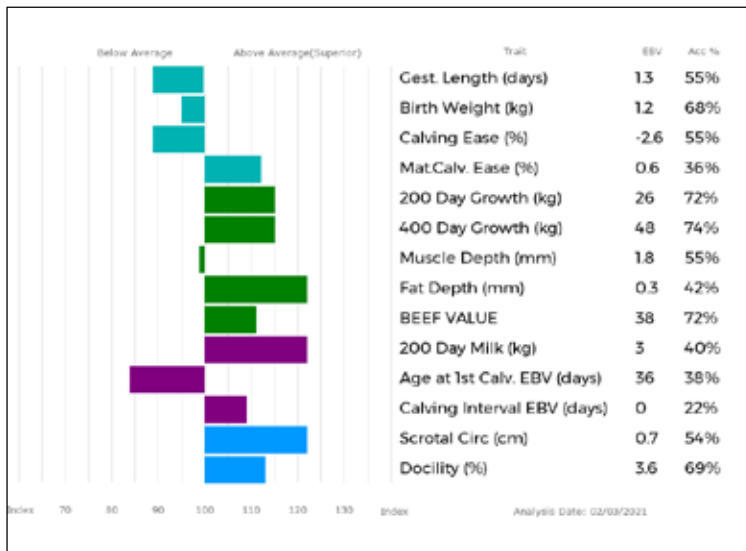 Below Average Above Average(Superior) Trait EBV Acc %
Gest. Length (days) 1.3 55%
Birth Weight (kg) 1.2 68%
Calving Ease (%) -2.6 55%
Mat.Calv. Ease (%) 0.6 36%
200 Day Growth (kg) 26 72%
400 Day Growth (kg) 48 74%
Muscle Depth (mm) 1.8 55%
Fat Depth (mm) 0.3 42%
BEEF VALUE 38 72%
200 Day Milk (kg) 3 40%
Age at 1st Calv. EBV (days) 36 38%
Calving Interval EBV (days) 0 22%
Scrotal Circ (cm) 0.7 54%
Docility (%) 3.6 69%
Index 70 80 90 100 110 120 130 Index Analysis Date: 02/03/2021